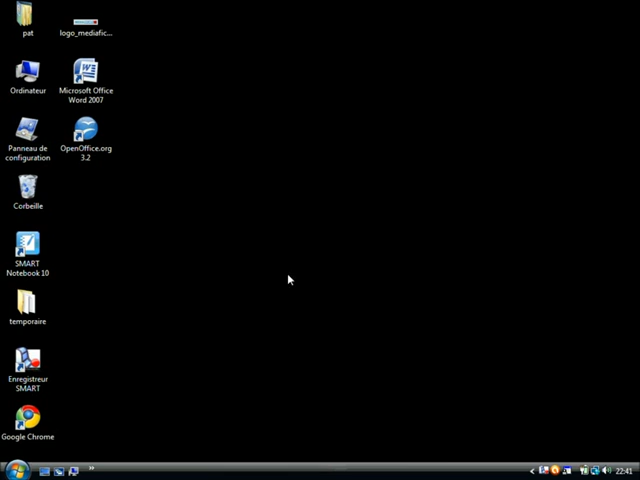 pat
logo_mediafic...
Ordinateur
Microsoft Office
Word 2007
Panneau de
configuration
OpenOffice.org
3.2
Corbeille
SMART
Notebook 10
temporaire
Enregistreur
SMART
Google Chrome
22:41